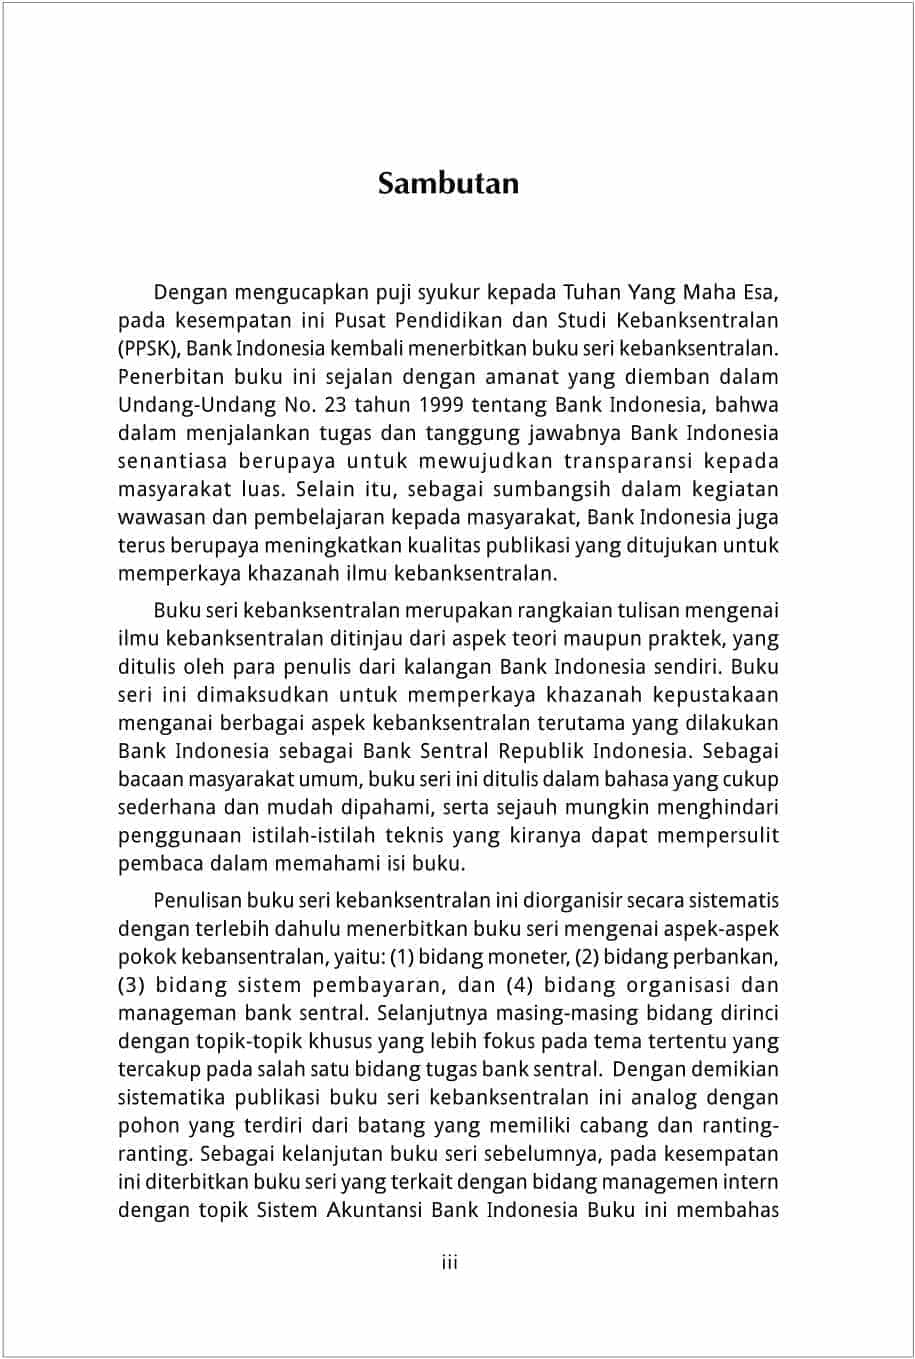 Sambutan
Dengan mengucapkan puji syukur kepada Tuhan Yang Maha Esa,
pada kesempatan ini Pusat Pendidikan dan Studi Kebanksentralan
(PPSK), Bank Indonesia kembali menerbitkan buku seri kebanksentralan.
Penerbitan buku ini sejalan dengan amanat yang diemban dalam
Undang-Undang No. 23 tahun 1999 tentang Bank Indonesia, bahwa
dalam menjalankan tugas dan tanggung jawabnya Bank Indonesia
senantiasa berupaya untuk mewujudkan transparansi kepada
masyarakat luas. Selain itu, sebagai sumbangsih dalam kegiatan
wawasan dan pembelajaran kepada masyarakat, Bank Indonesia juga
terus berupaya meningkatkan kualitas publikasi yang ditujukan untuk
memperkaya khazanah ilmu kebanksentralan.
Buku seri kebanksentralan merupakan rangkaian tulisan mengenai
ilmu kebanksentralan ditinjau dari aspek teori maupun praktek, yang
ditulis oleh para penulis dari kalangan Bank Indonesia sendiri. Buku
seri ini dimaksudkan untuk memperkaya khazanah kepustakaan
menganai berbagai aspek kebanksentralan terutama yang dilakukan
Bank Indonesia sebagai Bank Sentral Republik Indonesia. Sebagai
bacaan masyarakat umum, buku seri ini ditulis dalam bahasa yang cukup
sederhana dan mudah dipahami, serta sejauh mungkin menghindari
penggunaan istilah-istilah teknis yang kiranya dapat mempersulit
pembaca dalam memahami isi buku.
Penulisan buku seri kebanksentralan ini diorganisir secara sistematis
dengan terlebih dahulu menerbitkan buku seri mengenai aspek-aspek
pokok kebansentralan, yaitu: (1) bidang moneter, (2) bidang perbankan,
(3) bidang sistem pembayaran, dan (4) bidang organisasi dan
manageman bank sentral. Selanjutnya masing-masing bidang dirinci
dengan topik-topik khusus yang lebih fokus pada tema tertentu yang
tercakup pada salah satu bidang tugas bank sentral. Dengan demikian
sistematika publikasi buku seri kebanksentralan ini analog dengan
pohon yang terdiri dari batang yang memiliki cabang dan ranting-
ranting. Sebagai kelanjutan buku seri sebelumnya, pada kesempatan
ini diterbitkan buku seri yang terkait dengan bidang managemen intern
dengan topik Sistem Akuntansi Bank Indonesia Buku ini membahas
iii